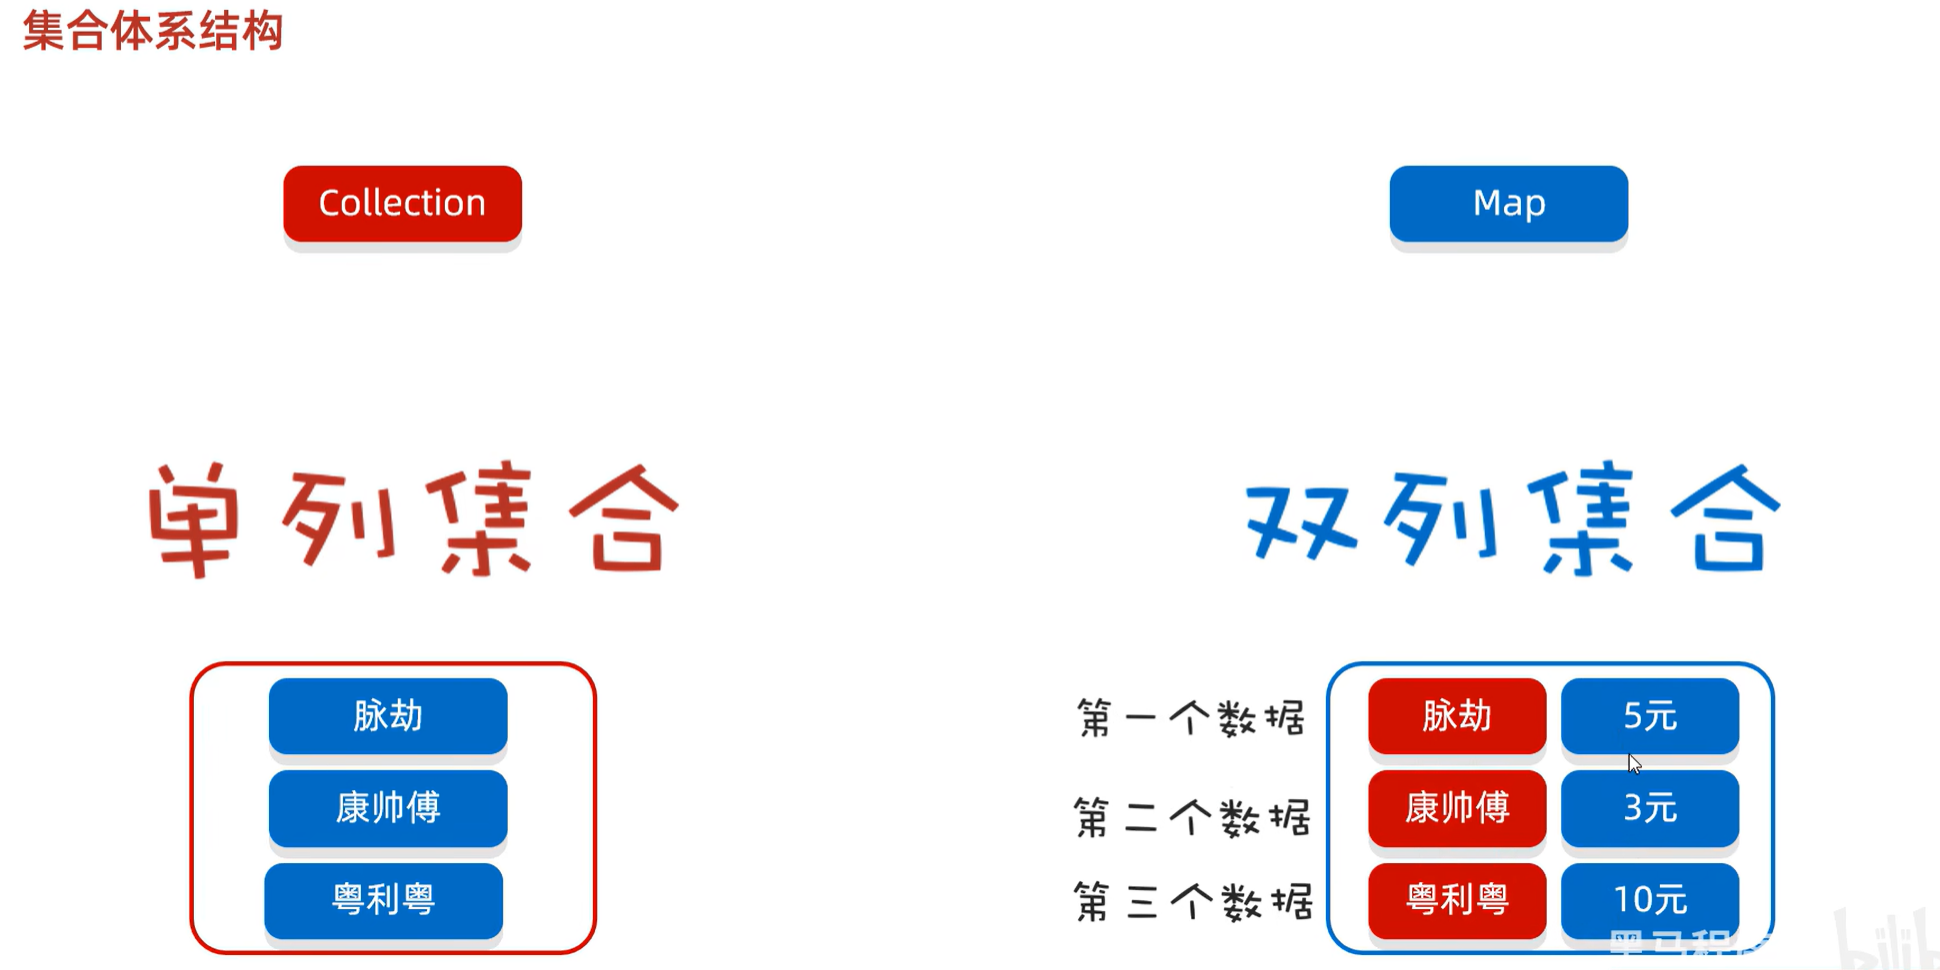 集合体系结构
Collection
Map
单列集合
双列集合
脉劫
康帅傅
粤利粤
第一个数据
脉劫
5元
第二个数据
康帅傅
3元
第三个数据
粤利粤
10元
黑马程
bilib